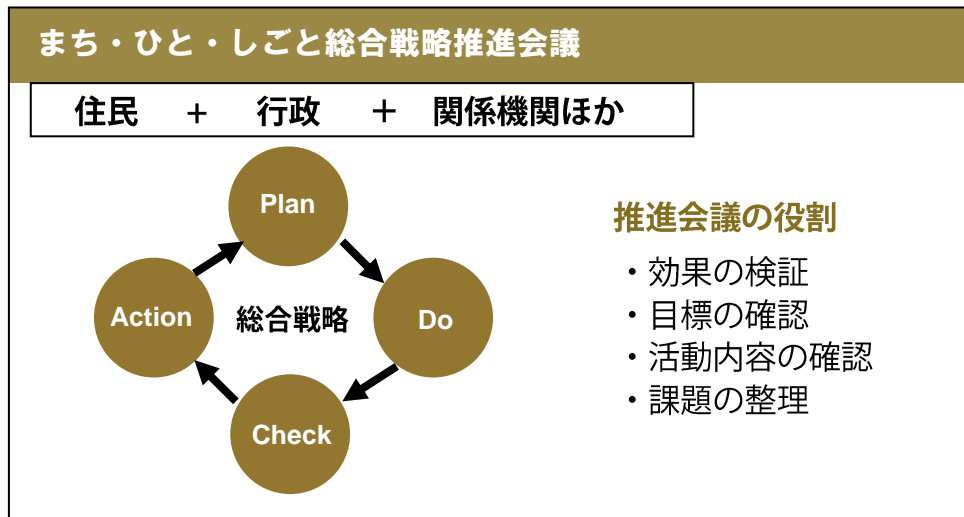 まち・ひと・しごと総合戦略推進会議
住民 + 行政 + 関係機関ほか
Plan
Action
総合戦略
Do
Check
推進会議の役割
・効果の検証
・目標の確認
・活動内容の確認
・課題の整理